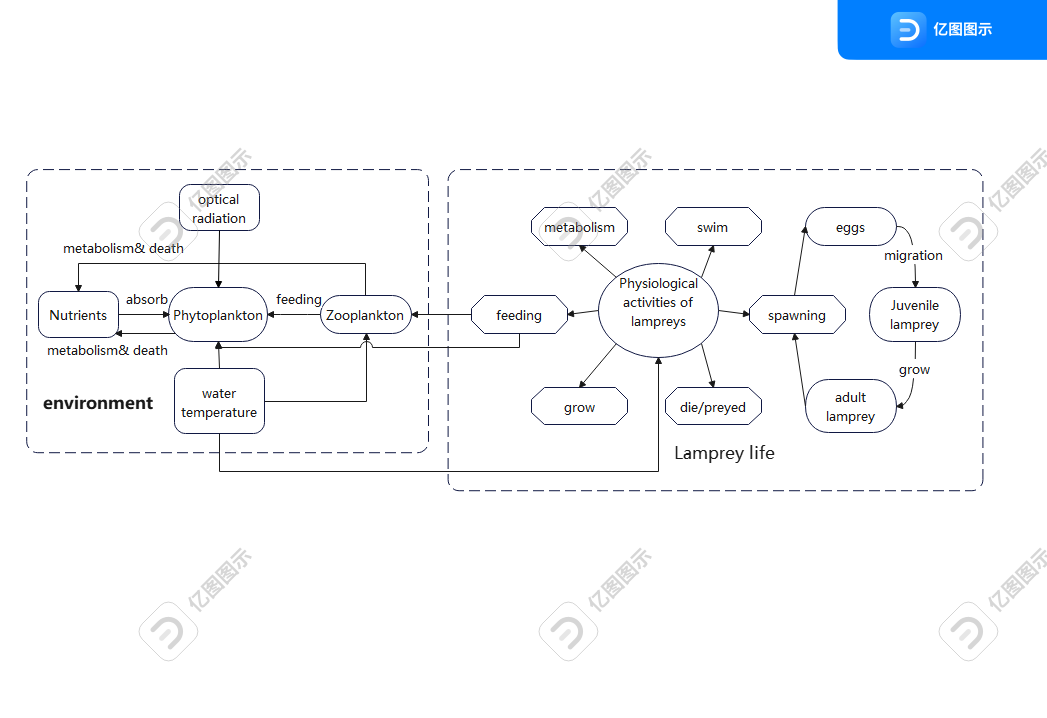 亿图图示
亿图图示
亿图图示
亿图图示
optical
radiation
metabolism
swim
eggs
metabolism& death
migration
Physiological
activities of
lampreys
absorb
feeding
Nutrients
Phytoplankton
Zooplankton
feeding
spawning
Juvenile
lamprey
metabolism& death
grow
water
temperature
environment
grow
die/preyed
adult
lamprey
Lamprey life
亿图图示
亿图图示
亿图图示